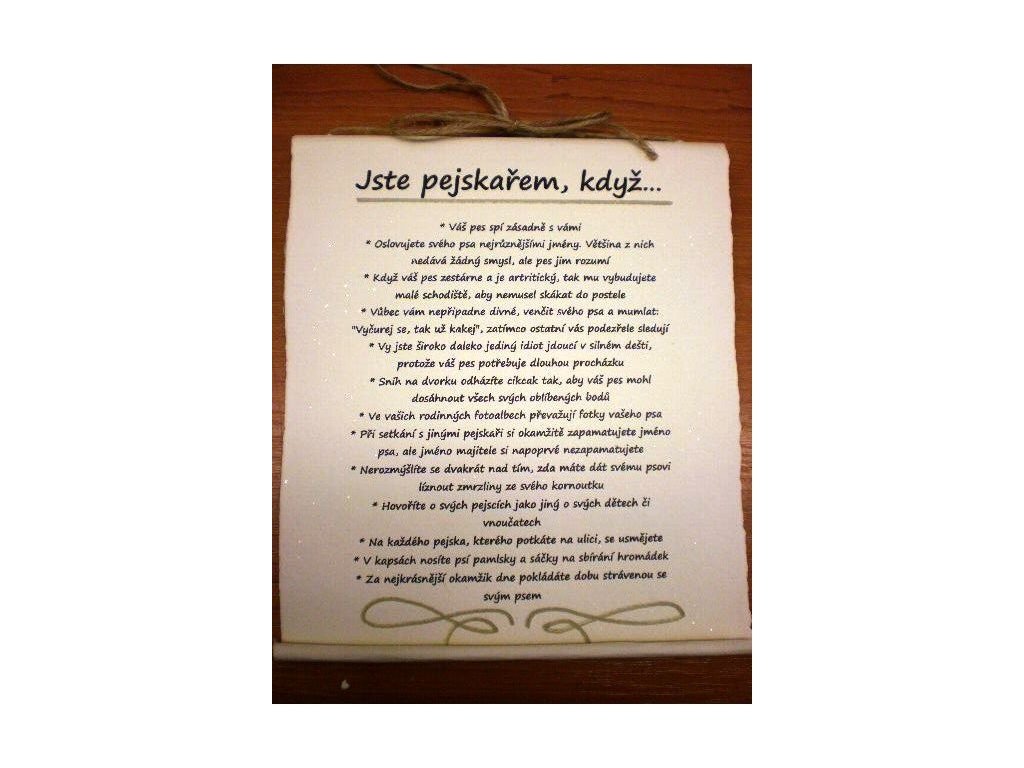 Jste pejskařem, když...
* Váš pes spí zásadně s vámi
* Oslovujete svého psa nejrůznějšími jmény. Většina z nich
nedává žádný smysl, ale pes jim rozumí
* Když váš pes zestárne a je artritický, tak mu vybudujete
malé schodiště, aby nemusel skákat do postele
* Vůbec vám nepřipadne divné, venčit svého psa a mumlat:
"Vyčurej se, tak už kakej", zatímco ostatní vás podezřele sledují
* Vy jste široko daleko jediný idiot jdoucí v silném dešti,
protože váš pes potřebuje dlouhou procházku
* Sníh na dvorku odházíte cikcak tak, aby váš pes mohl
dosáhnout všech svých oblíbených bodů
* Ve vašich rodinných fotoalbech převažují fotky vašeho psa
* Při setkání s jinými pejskaři si okamžitě zapamatujete jméno
psa, ale jméno majitele si napoprvé nezapamatujete
* Nerozmýšlíte se dvakrát nad tím, zda máte dát svému psovi
líznout zmrzliny ze svého kornoutku
* Hovoříte o svých pejscích jako jiný o svých dětech či
vnoučatech
* Na každého pejska, kterého potkáte na ulici, se usmějete
* V kapsách nosíte psí pamlsky a sáčky na sbírání hromádek
* Za nejkrásnější okamžik dne pokládáte dobu strávenou se
svým psem